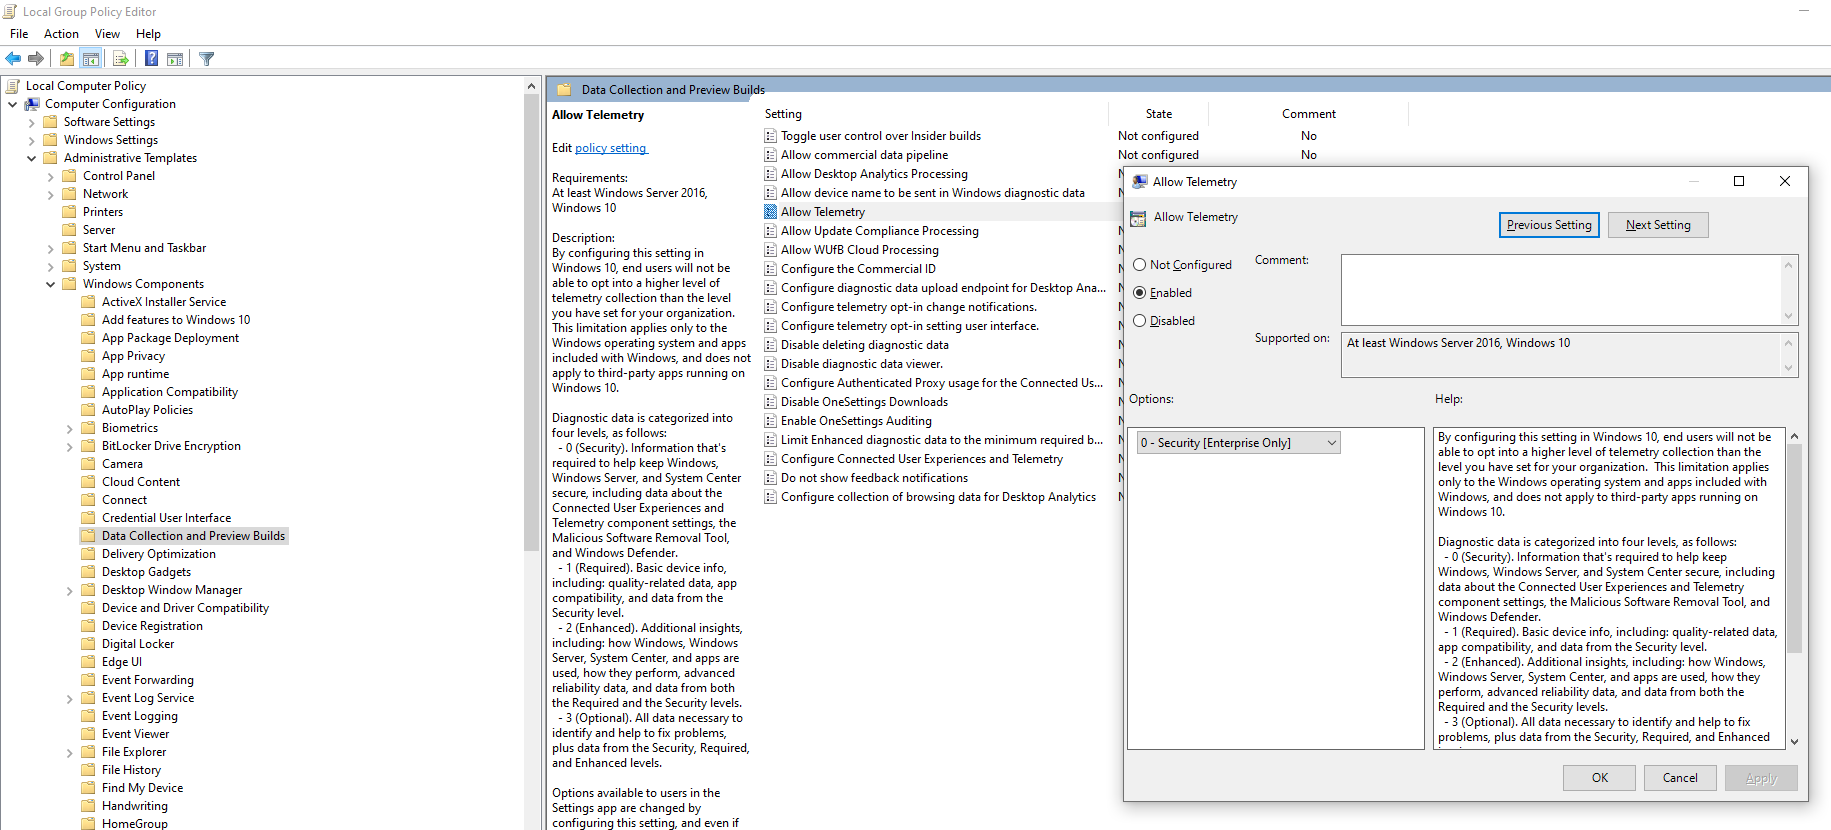 Local Group Policy Editor
File Action View Help
Local Computer Policy
Computer Configuration
Software Settings
Windows Settings
Administrative Templates
Control Panel
Network
Printers
Server
Start Menu and Taskbar
System
Windows Components
ActiveX Installer Service
Add features to Windows 10
App Package Deployment
App Privacy
App runtime
Application Compatibility
AutoPlay Policies
Biometrics
BitLocker Drive Encryption
Camera
Cloud Content
Connect
Credential User Interface
Data Collection and Preview Builds
Delivery Optimization
Desktop Gadgets
Desktop Window Manager
Device and Driver Compatibility
Device Registration
Digital Locker
Edge UI
Event Forwarding
Event Log Service
Event Logging
Event Viewer
File Explorer
File History
Find My Device
Handwriting
HomeGroup
Data Collection and Preview Builds
Allow Telemetry
Edit policy setting
Requirements:
At least Windows Server 2016,
Windows 10
Description:
By configuring this setting in
Windows 10, end users will not be
able to opt into a higher level of
telemetry collection than the level
you have set for your organization.
This limitation applies only to the
Windows operating system and apps
included with Windows, and does not
apply to third-party apps running on
Windows 10.
Diagnostic data is categorized into
four levels, as follows:
- 0 (Security). Information that's
required to help keep Windows,
Windows Server, and System Center
secure, including data about the
Connected User Experiences and
Telemetry component settings, the
Malicious Software Removal Tool,
and Windows Defender.
- 1 (Required). Basic device info,
including: quality-related data, app
compatibility, and data from the
Security level.
- 2 (Enhanced). Additional insights,
including: how Windows, Windows
Server, System Center, and apps are
used, how they perform, advanced
reliability data, and data from both
the Required and the Security levels.
- 3 (Optional). All data necessary to
identify and help to fix problems,
plus data from the Security, Required,
and Enhanced levels.
Options available to users in the
Settings app are changed by
configuring this setting, and even if
Setting State Comment
Toggle user control over Insider builds Not configured No
Allow commercial data pipeline Not configured No
Allow Desktop Analytics Processing
Allow device name to be sent in Windows diagnostic data
Allow Telemetry
Allow Update Compliance Processing
Allow WUfB Cloud Processing
Configure the Commercial ID
Configure diagnostic data upload endpoint for Desktop Ana...
Configure telemetry opt-in change notifications.
Configure telemetry opt-in setting user interface.
Disable deleting diagnostic data
Disable diagnostic data viewer.
Configure Authenticated Proxy usage for the Connected Us...
Disable OneSettings Downloads
Enable OneSettings Auditing
Limit Enhanced diagnostic data to the minimum required b...
Configure Connected User Experiences and Telemetry
Do not show feedback notifications
Configure collection of browsing data for Desktop Analytics
Allow Telemetry
Allow Telemetry
Previous Setting Next Setting
Not Configured
Enabled
Disabled
Comment:
Supported on: At least Windows Server 2016, Windows 10
Options: Help:
0 - Security [Enterprise Only]
By configuring this setting in Windows 10, end users will not be
able to opt into a higher level of telemetry collection than the
level you have set for your organization. This limitation applies
only to the Windows operating system and apps included with
Windows, and does not apply to third-party apps running on
Windows 10.
Diagnostic data is categorized into four levels, as follows:
- 0 (Security). Information that's required to help keep
Windows, Windows Server, and System Center secure, including
data about the Connected User Experiences and Telemetry
component settings, the Malicious Software Removal Tool, and
Windows Defender.
- 1 (Required). Basic device info, including: quality-related data,
app compatibility, and data from the Security level.
- 2 (Enhanced). Additional insights, including: how Windows,
Windows Server, System Center, and apps are used, how they
perform, advanced reliability data, and data from both the
Required and the Security levels.
- 3 (Optional). All data necessary to identify and help to fix
problems, plus data from the Security, Required, and Enhanced
OK Cancel Apply